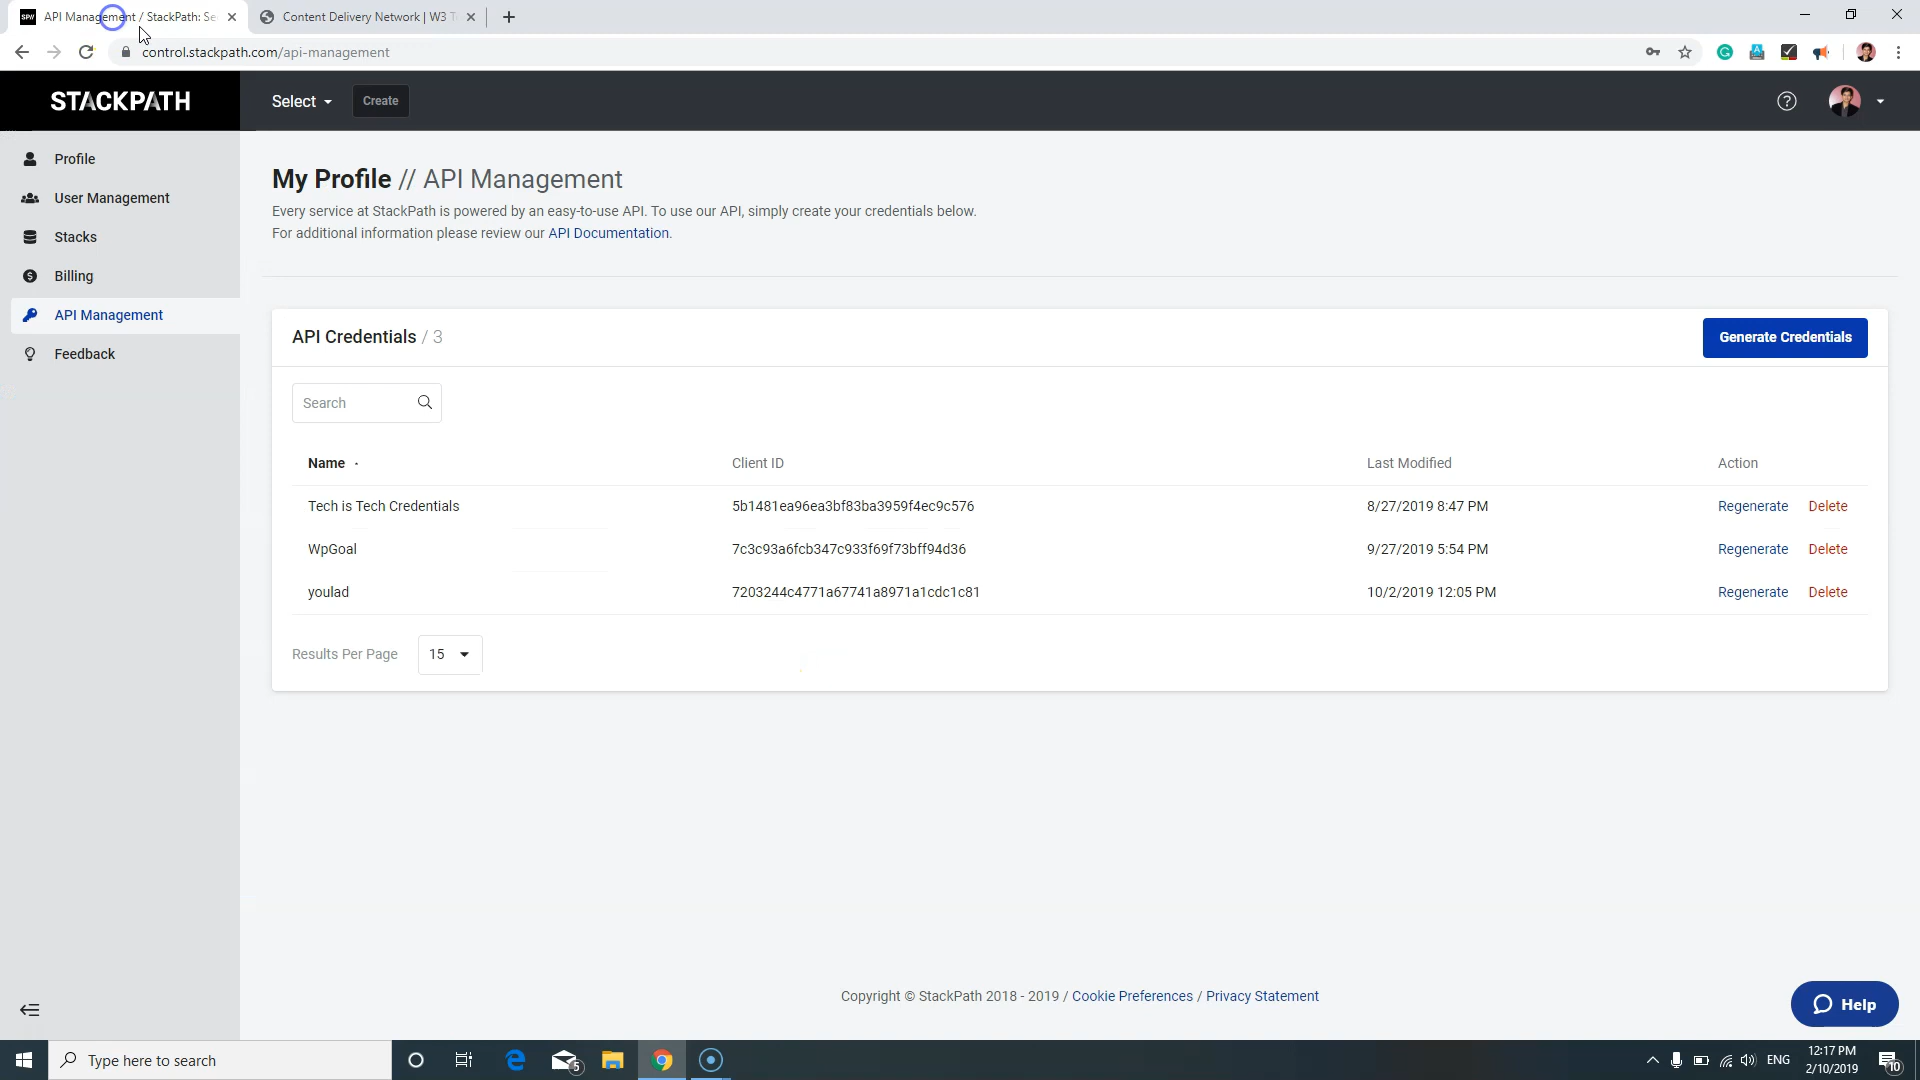 API Management / StackPath: Se
Content Delivery Network | W3 T
control.stackpath.com/api-management
STACKPATH
Select
Create
Profile
User Management
Stacks
Billing
API Management
Feedback
My Profile // API Management
Every service at StackPath is powered by an easy-to-use API. To use our API, simply create your credentials below.
For additional information please review our API Documentation.
API Credentials / 3
Generate Credentials
Search
Name Client ID Last Modified Action
Tech is Tech Credentials 5b1481ea96ea3bf83ba3959f4ec9c576 8/27/2019 8:47 PM Regenerate Delete
WpGoal 7c3c93a6fcb347c933f69f73bff94d36 9/27/2019 5:54 PM Regenerate Delete
youlad 7203244c4771a67741a8971a1cdc1c81 10/2/2019 12:05 PM Regenerate Delete
Results Per Page 15
Copyright © StackPath 2018 - 2019 / Cookie Preferences / Privacy Statement
Help
Type here to search
5
ENG
12:17 PM
2/10/2019
10